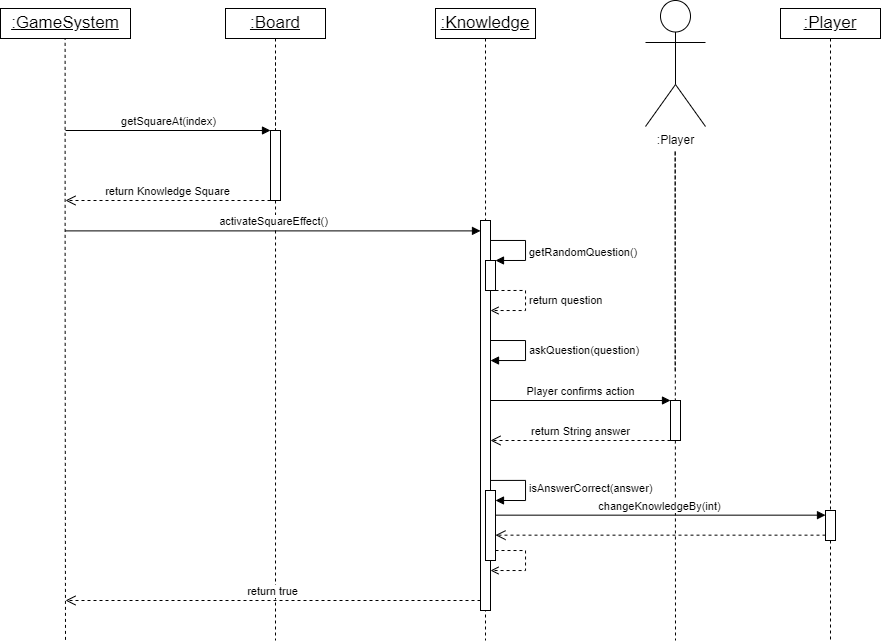 :GameSystem
:Board
:Knowledge
:Player
:Player
getSquareAt(index)
return Knowledge Square
activateSquareEffect()
getRandomQuestion()
return question
askQuestion(question)
Player confirms action
return String answer
isAnswerCorrect(answer)
changeKnowledgeBy(int)
return true